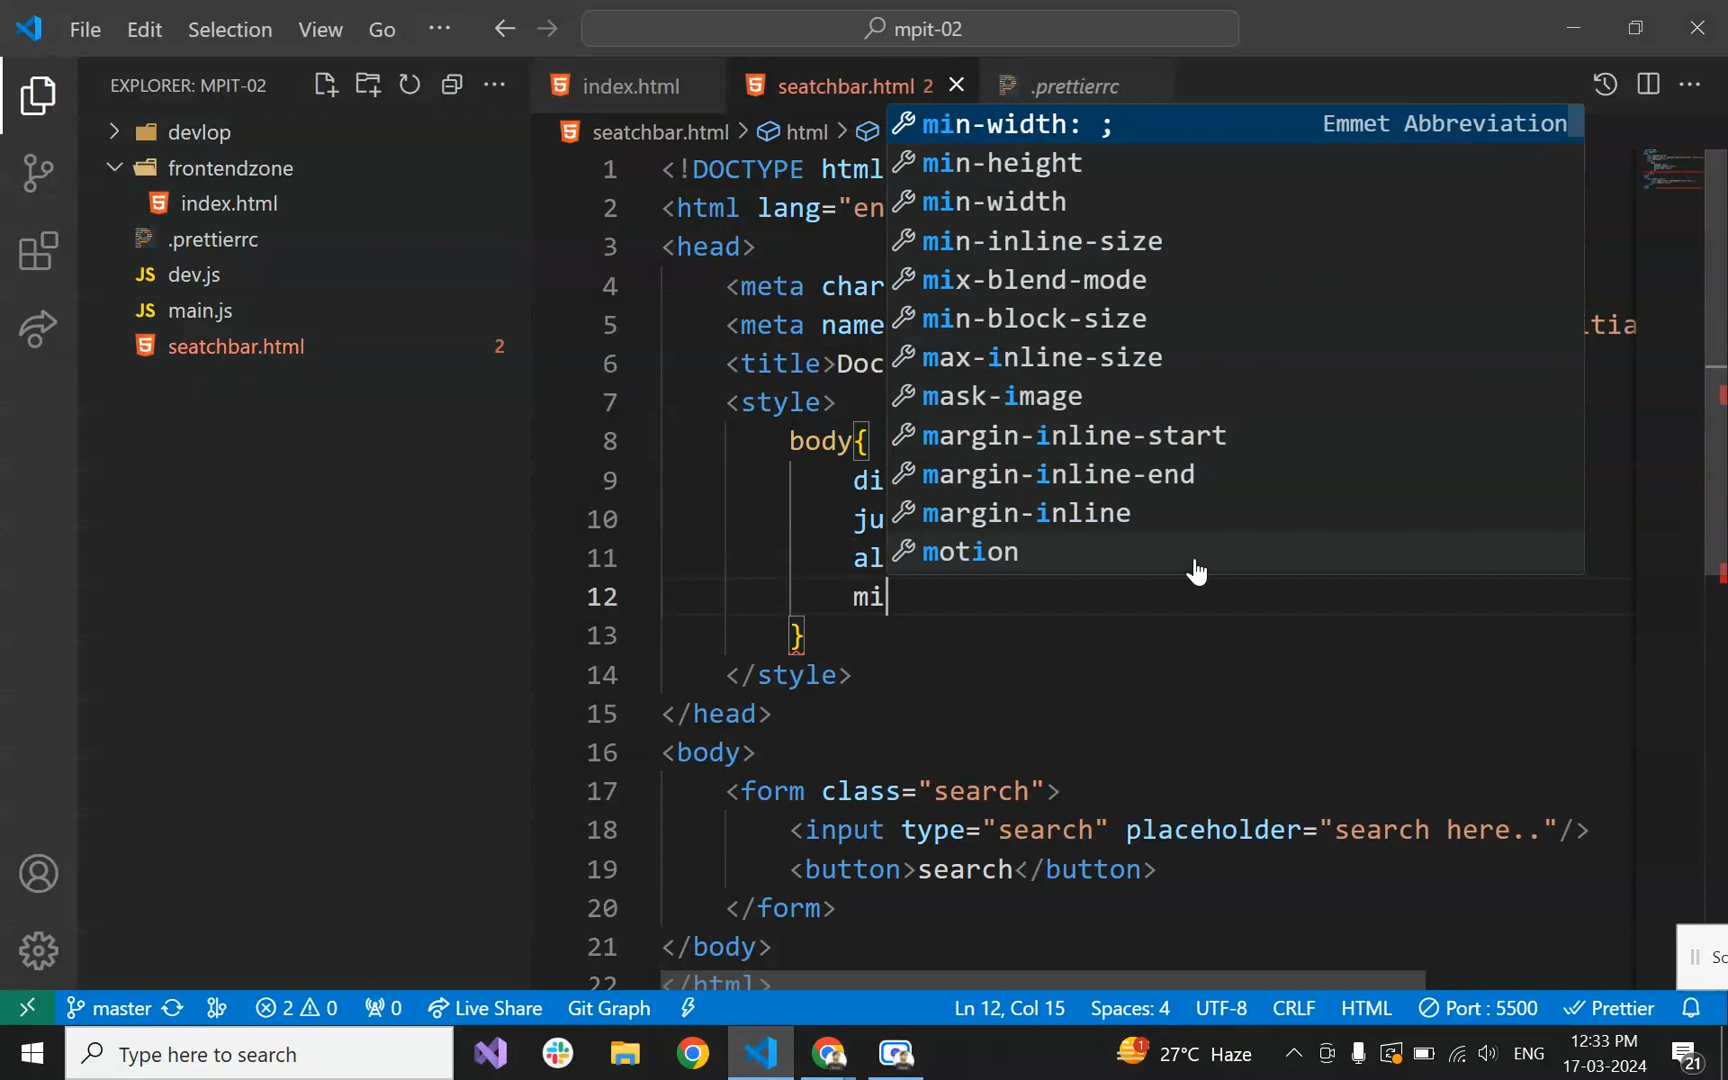 File Edit Selection View Go ··· mpit-02
EXPLORER: MPIT-02
devlop
frontendzone
index.html
.prettierrc
JS dev.js
JS main.js
seatchbar.html 2
index.html seatchbar.html 2 .prettierrc
seatchbar.html > html >
1 <!DOCTYPE html
2 <html lang="en
3 <head>
4 <meta char
5 <meta name itia
6 <title>Doc
7 <style>
8 body{
9 di
10 ju
11 al
12 mi
13 }
14 </style>
15 </head>
16 <body>
17 <form class="search">
18 <input type="search" placeholder="search here.."/>
19 <button>search</button>
20 </form>
21 </body>
22 </html>
min-width: ; Emmet Abbreviation
min-height
min-width
min-inline-size
mix-blend-mode
min-block-size
max-inline-size
mask-image
margin-inline-start
margin-inline-end
margin-inline
motion
Sc
master 2 0 0 Live Share Git Graph Ln 12, Col 15 Spaces: 4 UTF-8 CRLF HTML Port : 5500 Prettier
Type here to search 1 27°C Haze ENG 12:33 PM
17-03-2024 21